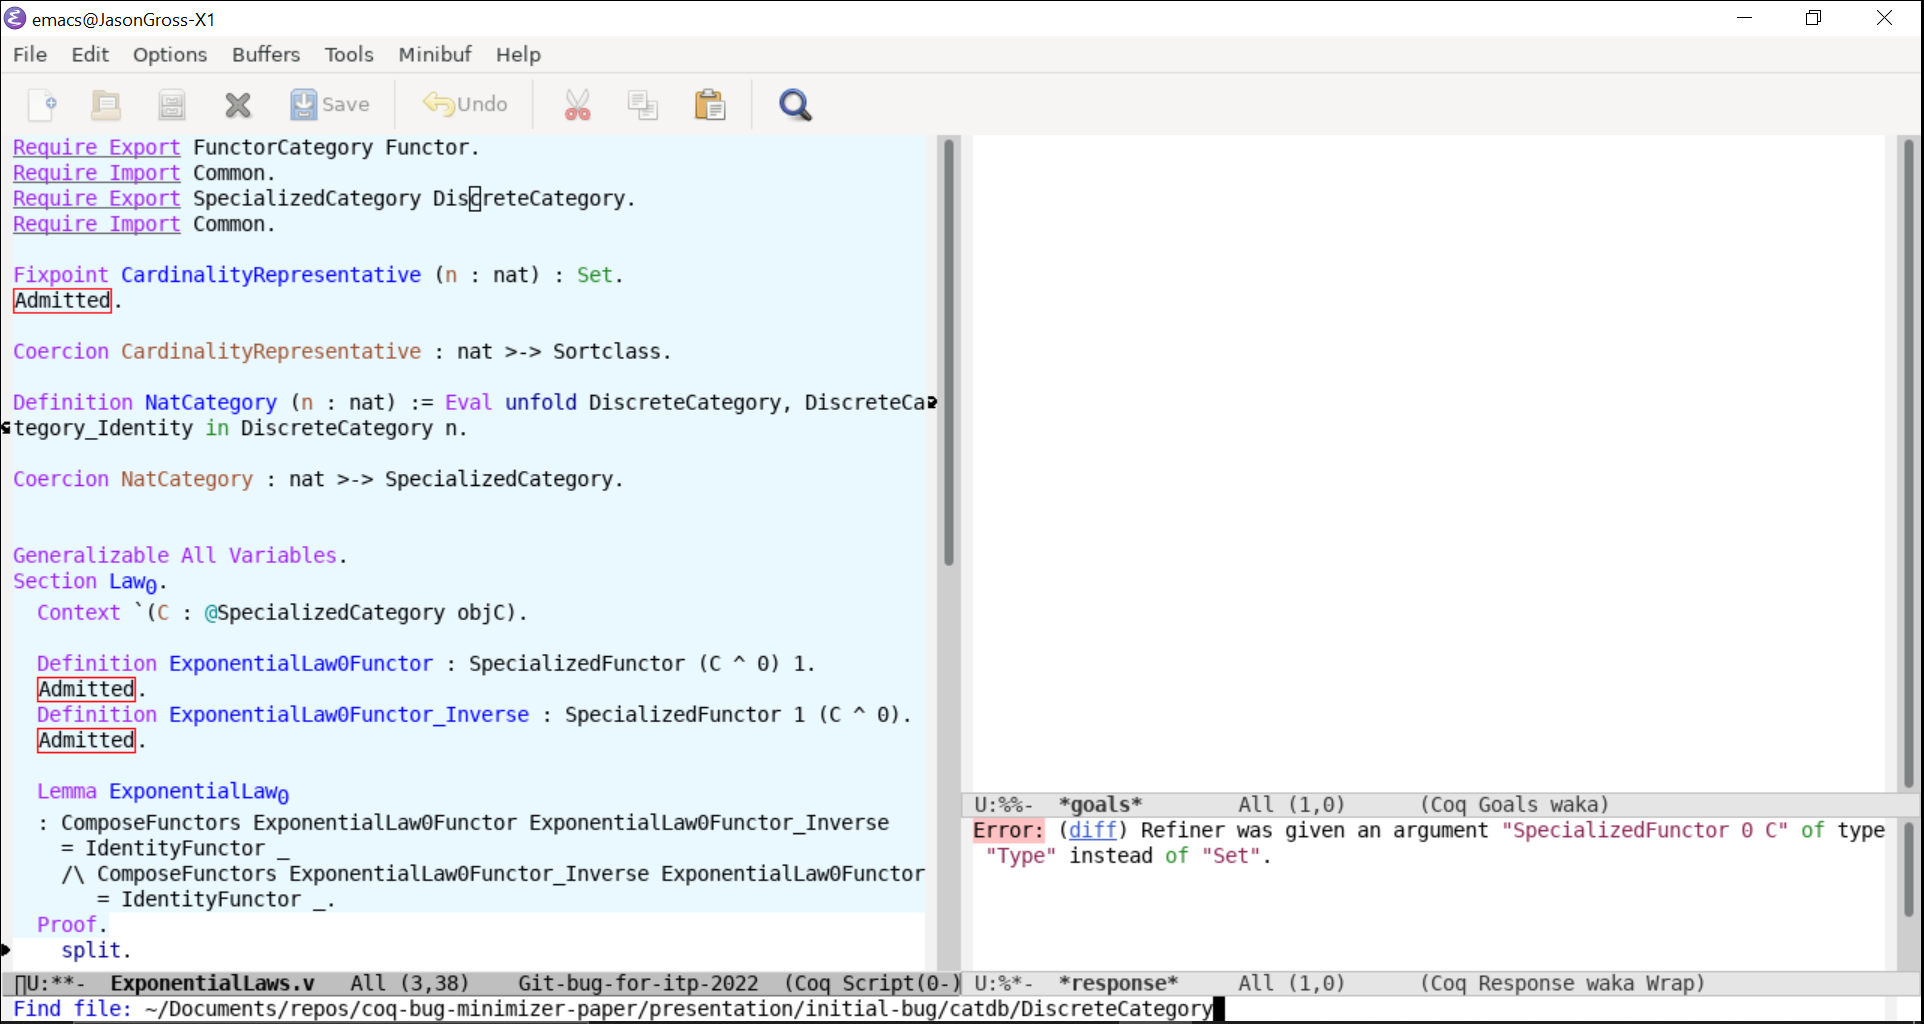 emacs@JasonGross-X1
File Edit Options Buffers Tools Minibuf Help
Save Undo
Require Export FunctorCategory Functor.
Require Import Common.
Require Export SpecializedCategory DiscreteCategory.
Require Import Common.
Fixpoint CardinalityRepresentative (n : nat) : Set.
Admitted.
Coercion CardinalityRepresentative : nat >-> Sortclass.
Definition NatCategory (n : nat) := Eval unfold DiscreteCategory, DiscreteCa
tegory_Identity in DiscreteCategory n.
Coercion NatCategory : nat >-> SpecializedCategory.
Generalizable All Variables.
Section Law₀.
Context `(C : @SpecializedCategory objC).
Definition ExponentialLaw0Functor : SpecializedFunctor (C ^ 0) 1.
Admitted.
Definition ExponentialLaw0Functor_Inverse : SpecializedFunctor 1 (C ^ 0).
Admitted.
Lemma ExponentialLaw₀
: ComposeFunctors ExponentialLaw0Functor ExponentialLaw0Functor_Inverse
= IdentityFunctor _
/\ ComposeFunctors ExponentialLaw0Functor_Inverse ExponentialLaw0Functor
= IdentityFunctor _.
Proof.
split.
U:**- ExponentialLaws.v All (3,38) Git-bug-for-itp-2022 (Coq Script(0-)
U:%%- *goals* All (1,0) (Coq Goals waka)
Error: (diff) Refiner was given an argument "SpecializedFunctor 0 C" of type
"Type" instead of "Set".
U:%*- *response* All (1,0) (Coq Response waka Wrap)
Find file: ~/Documents/repos/coq-bug-minimizer-paper/presentation/initial-bug/catdb/DiscreteCategory